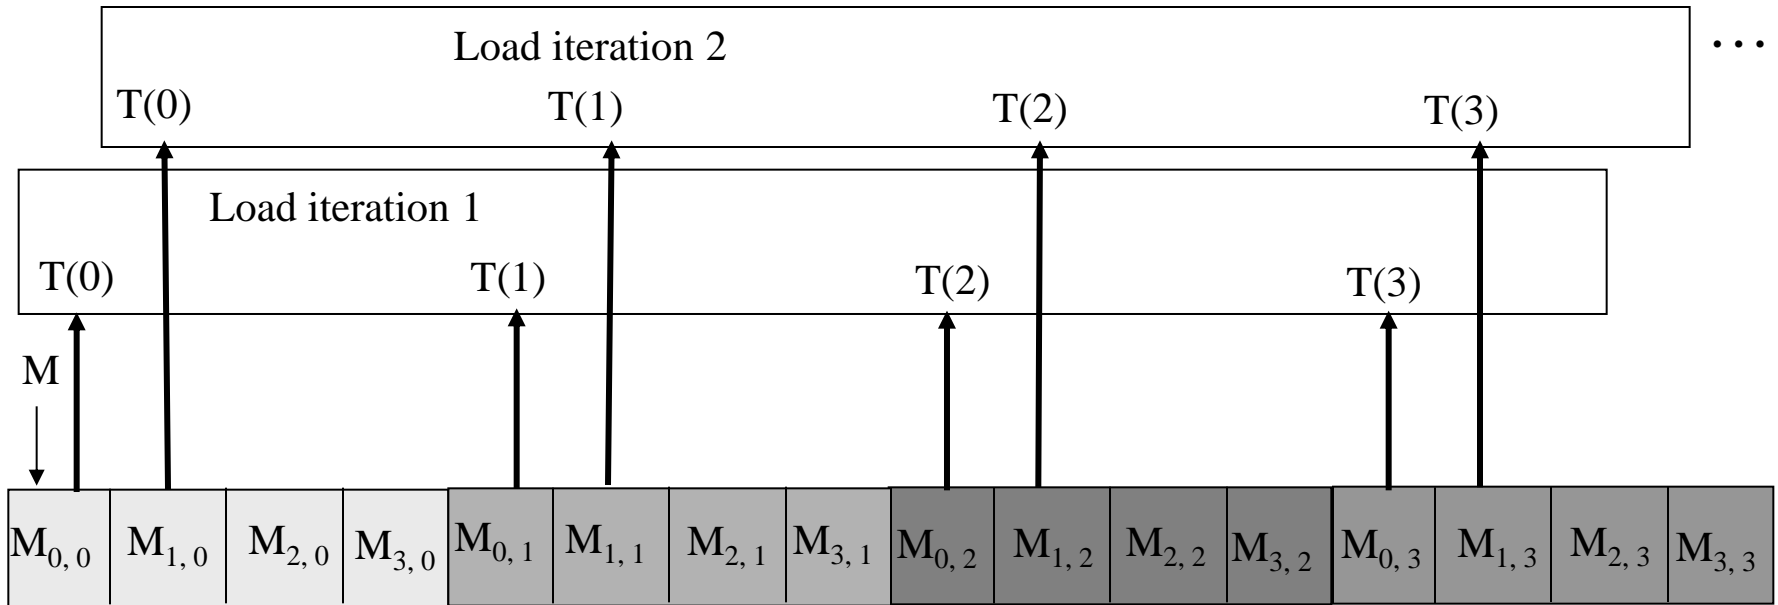 Load iteration 2 ...
T(0) T(1) T(2) T(3)
Load iteration 1
T(0) T(1) T(2) T(3)
M
M0, 0 M1, 0 M2, 0 M3, 0 M0, 1 M1, 1 M2, 1 M3, 1 M0, 2 M1, 2 M2, 2 M3, 2 M0, 3 M1, 3 M2, 3 M3, 3